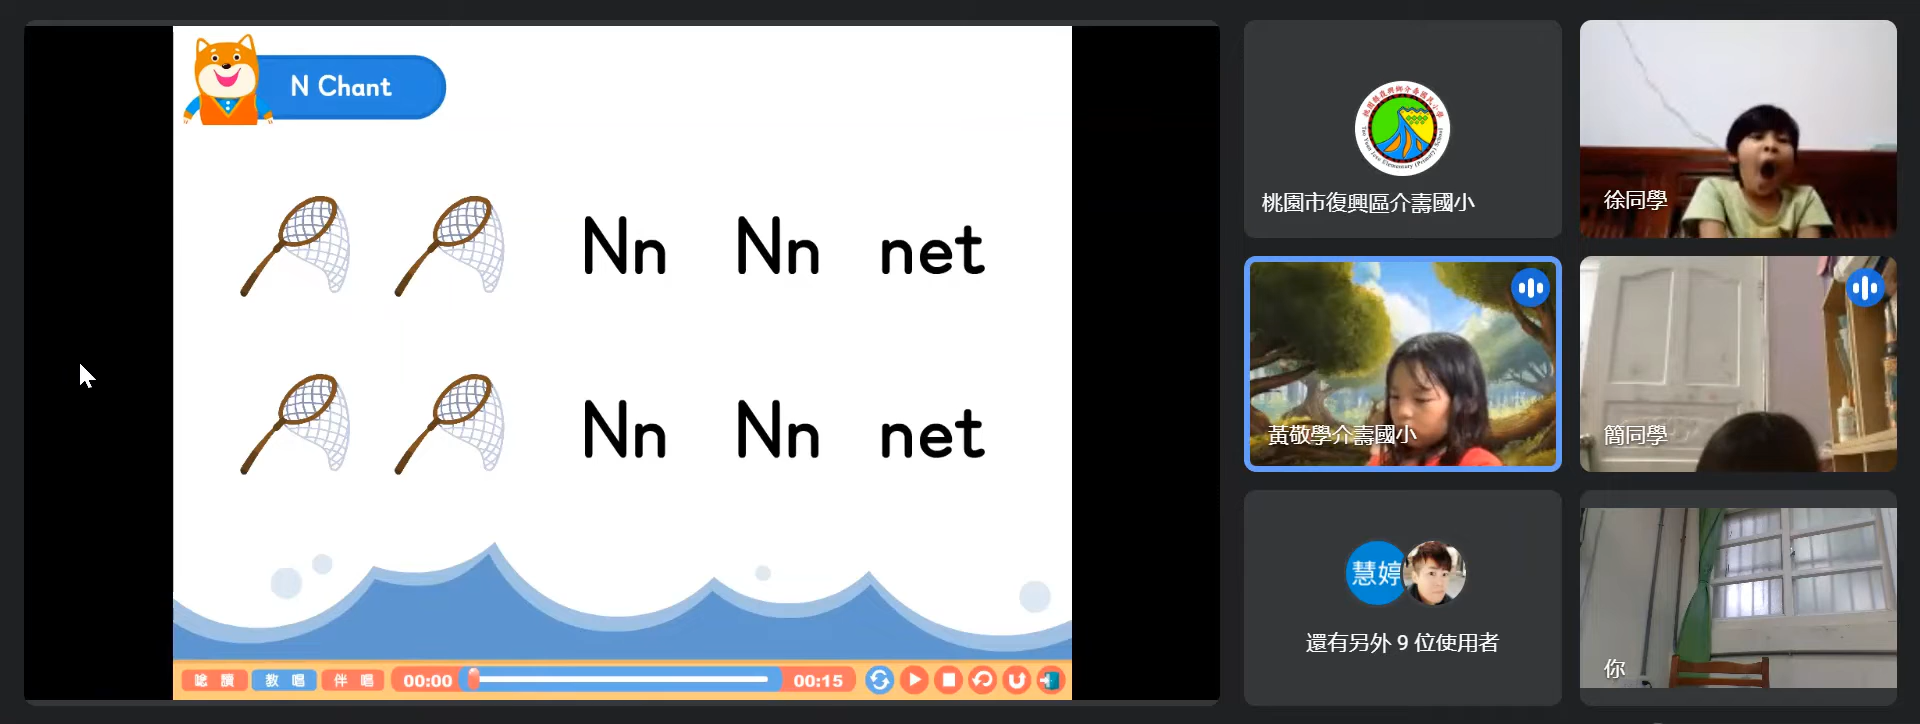 N Chant
Nn Nn net
Nn Nn net
唸讀 教唱 伴唱 00:00 00:15
桃園市復興區介壽國小
徐同學
黃敬學介壽國小
簡同學
慧婷
還有另外 9 位使用者
你